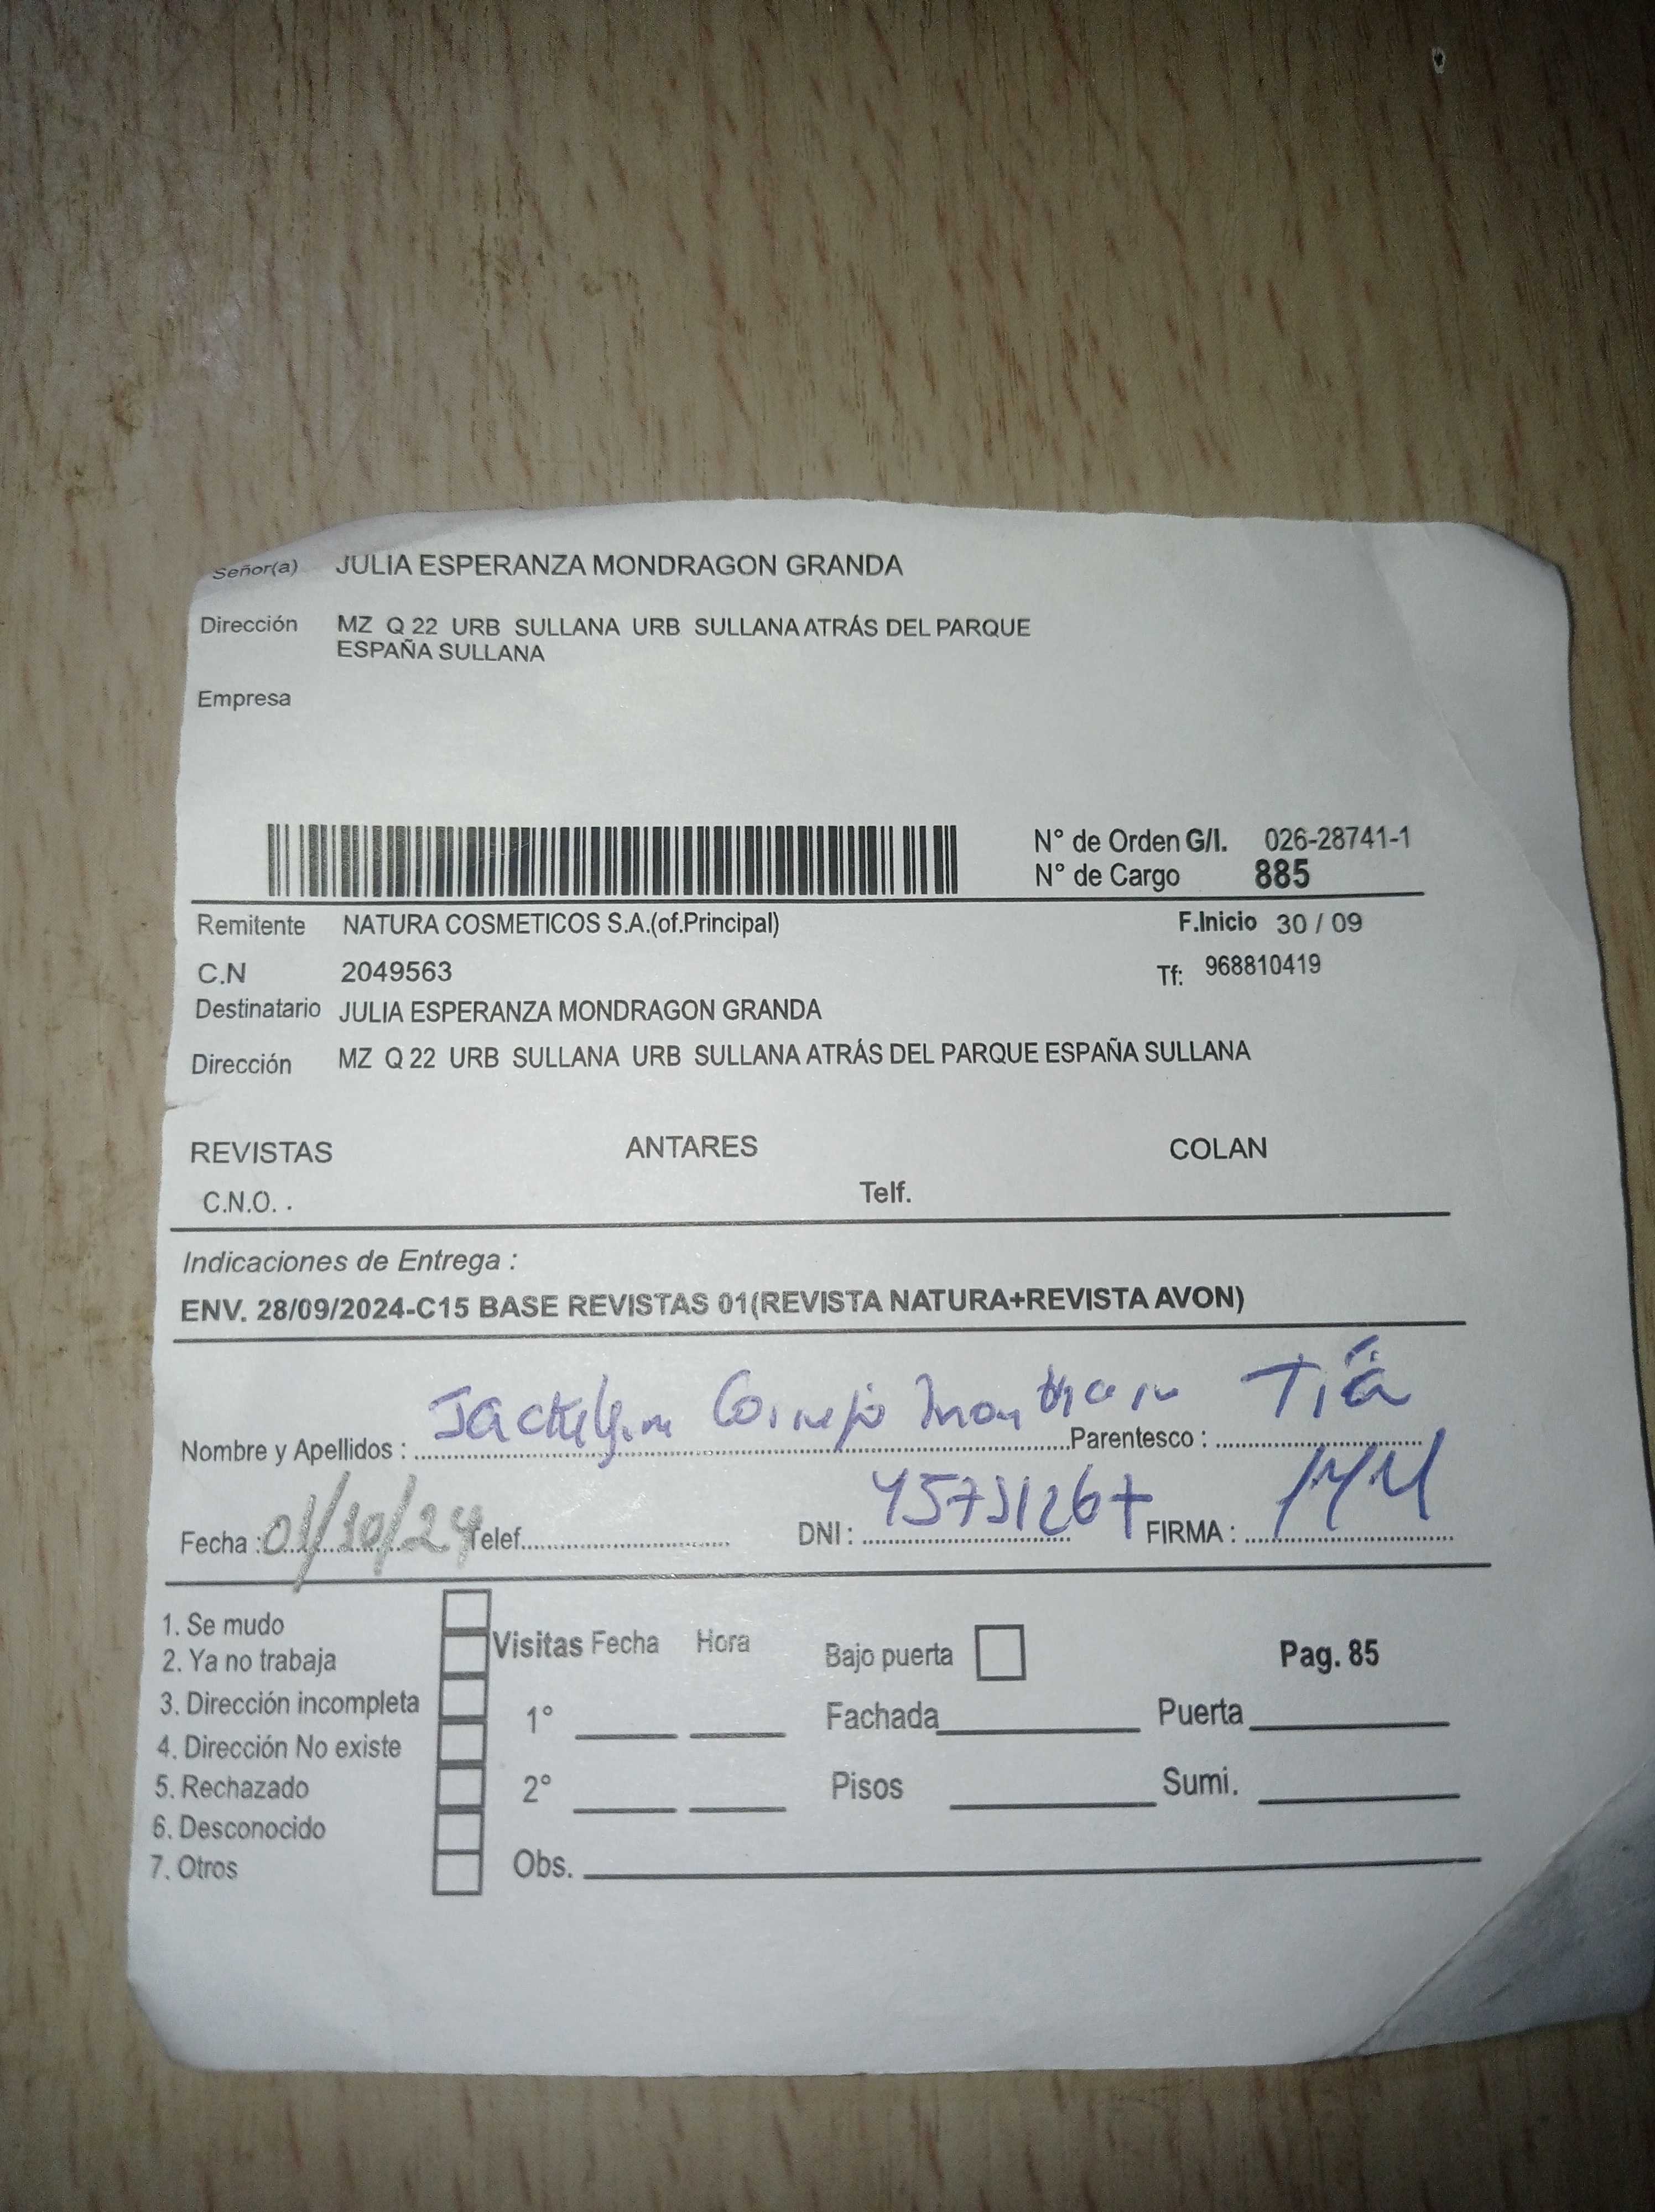 Señor(a) JULIA ESPERANZA MONDRAGON GRANDA
Dirección MZ Q 22 URB SULLANA URB SULLANA ATRÁS DEL PARQUE
ESPAÑA SULLANA
Empresa
N° de Orden G/I. 026-28741-1
N° de Cargo 885
Remitente NATURA COSMETICOS S.A.(of.Principal) F.Inicio 30 / 09
C.N 2049563 Tf: 968810419
Destinatario JULIA ESPERANZA MONDRAGON GRANDA
Dirección MZ Q 22 URB SULLANA URB SULLANA ATRÁS DEL PARQUE ESPAÑA SULLANA
REVISTAS ANTARES COLAN
C.N.O. . Telf.
Indicaciones de Entrega :
ENV. 28/09/2024-C15 BASE REVISTAS 01(REVISTA NATURA+REVISTA AVON)
Nombre y Apellidos : Cornejo Parentesco : Tía
Fecha : 01/10/24 Telef. DNI : FIRMA :
1. Se mudo
2. Ya no trabaja
3. Dirección incompleta
4. Dirección No existe
5. Rechazado
6. Desconocido
7. Otros
Visitas Fecha Hora Bajo puerta Pag. 85
1° Fachada Puerta
2° Pisos Sumi.
Obs.